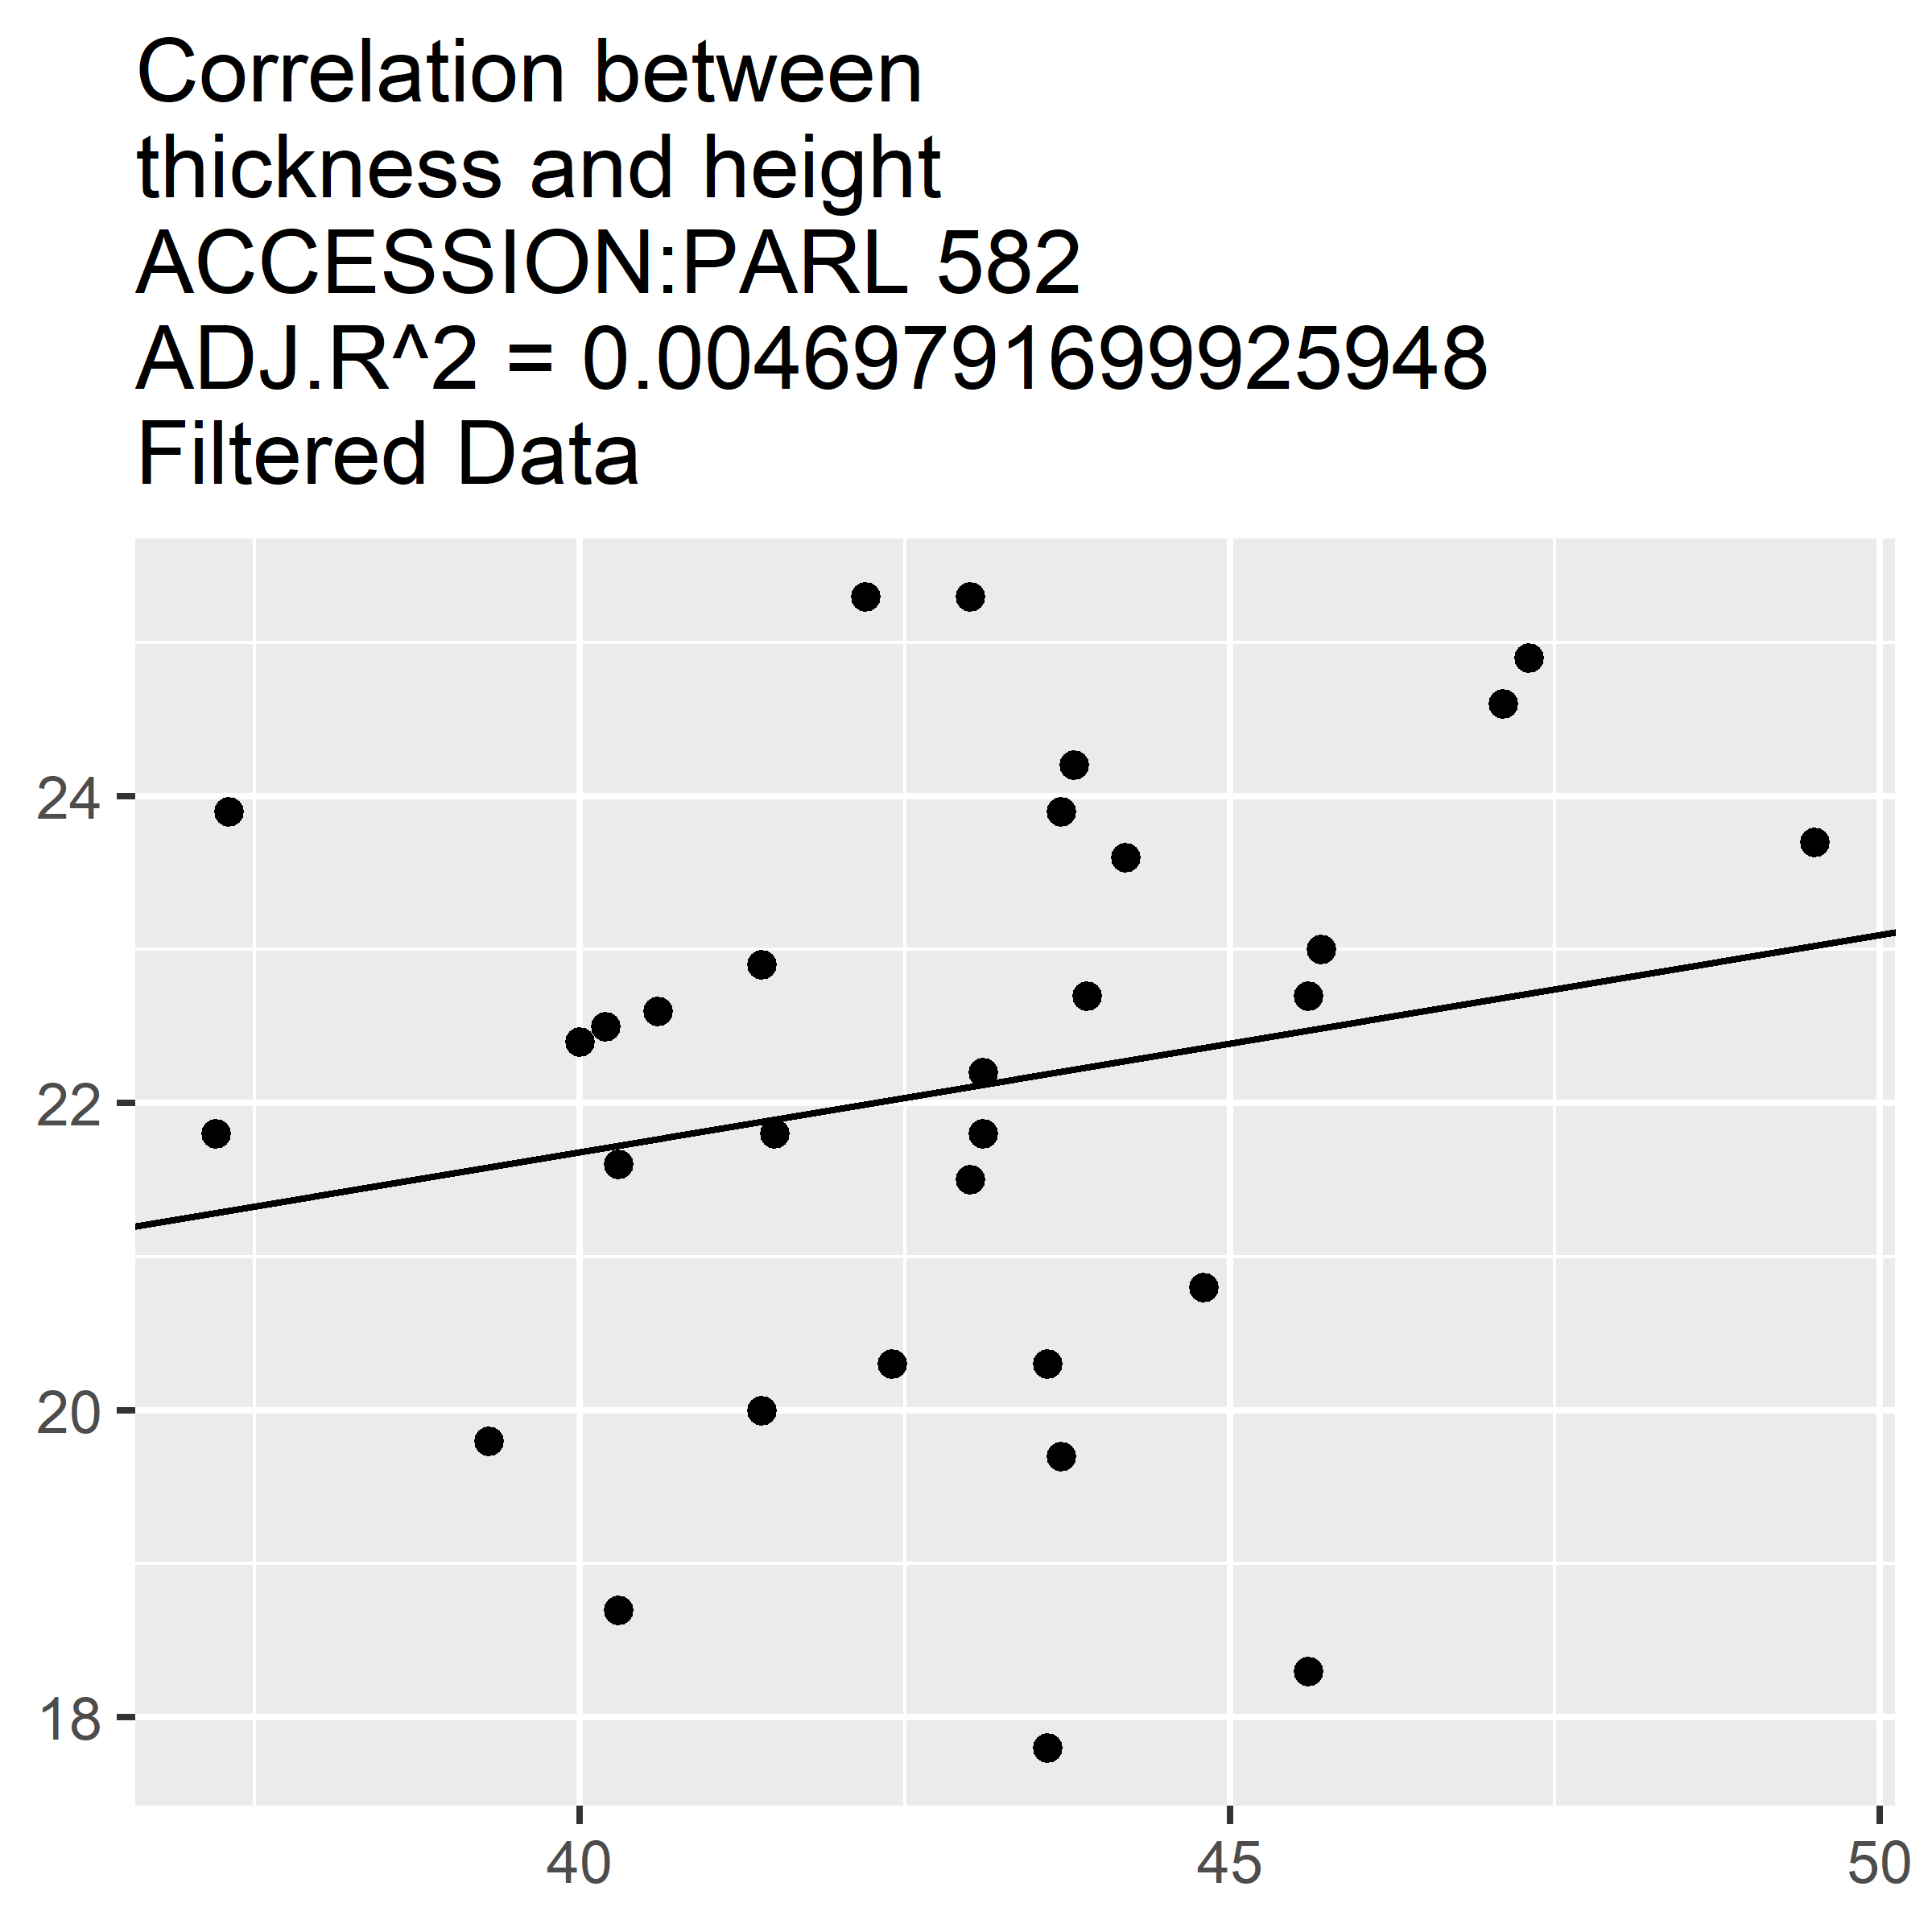 Correlation between
thickness and height
ACCESSION:PARL 582
ADJ.R^2 = 0.00469791699925948
Filtered Data
24
22
20
18
40 45 50